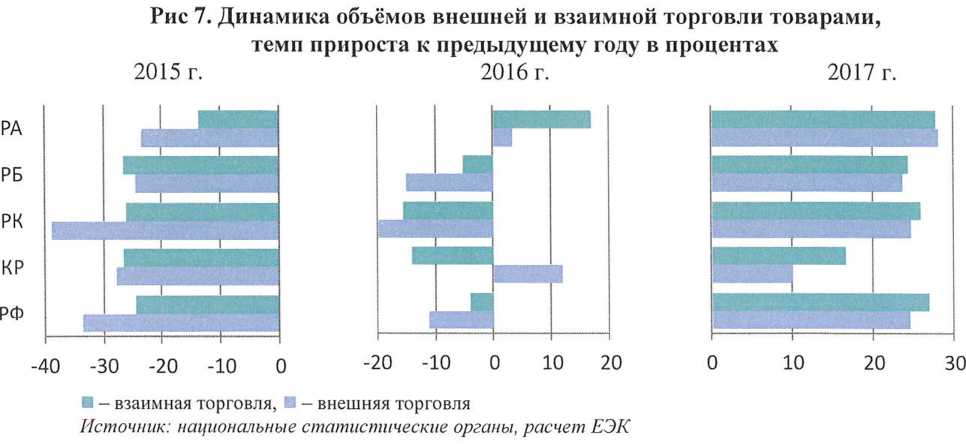 Рис 7. Динамика объёмов внешней и взаимной торговли товарами,
темп прироста к предыдущему году в процентах
2015 г. 2016 г. 2017 г.
РА
РБ
РК
КР
РФ
-40 -30 -20 -10 0 -20 -10 0 10 20 0 10 20 30
– взаимная торговля, – внешняя торговля
Источник: национальные статистические органы, расчет ЕЭК